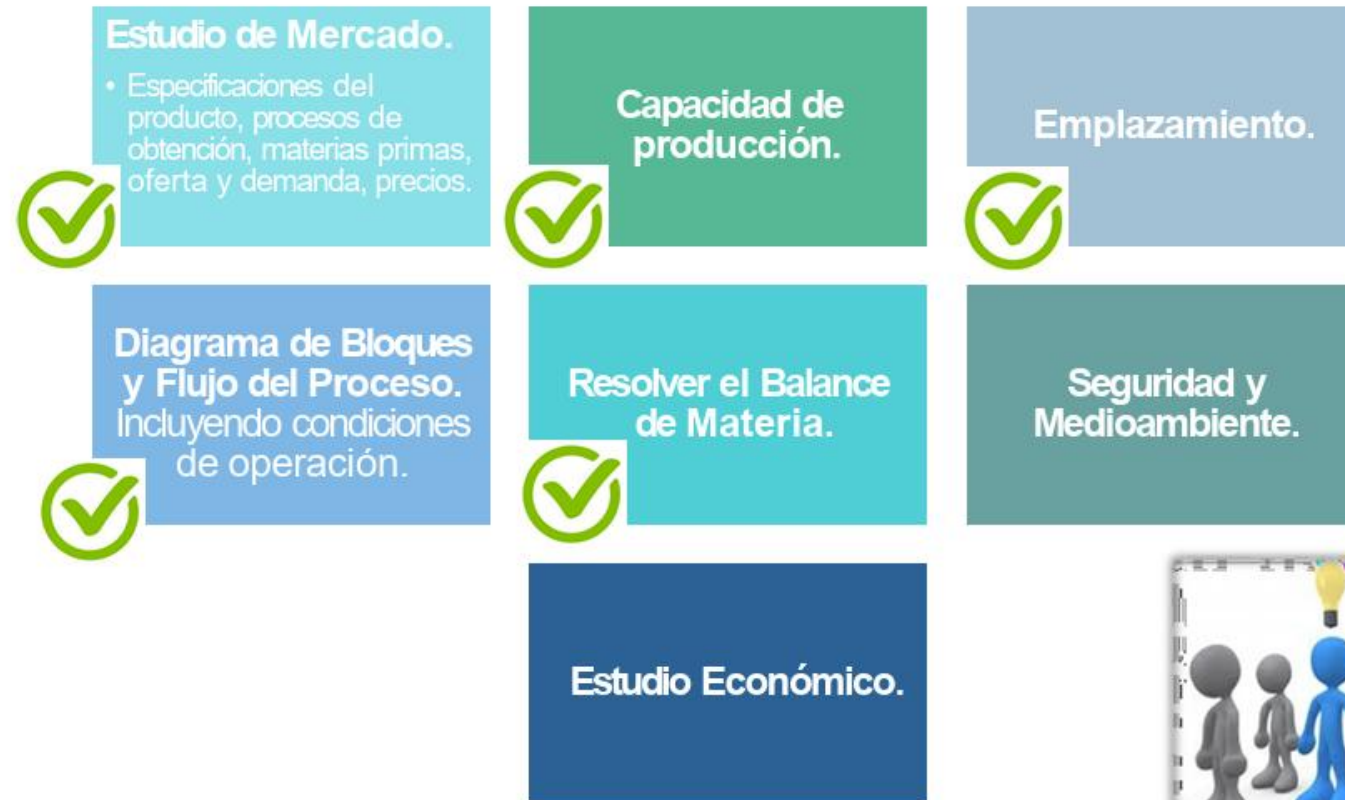 Estudio de Mercado.
• Especificaciones del
producto, procesos de
obtención, materias primas,
oferta y demanda, precios.
Capacidad de
producción.
Emplazamiento.
Diagrama de Bloques
y Flujo del Proceso.
Incluyendo condiciones
de operación.
Resolver el Balance
de Materia.
Seguridad y
Medioambiente.
Estudio Económico.